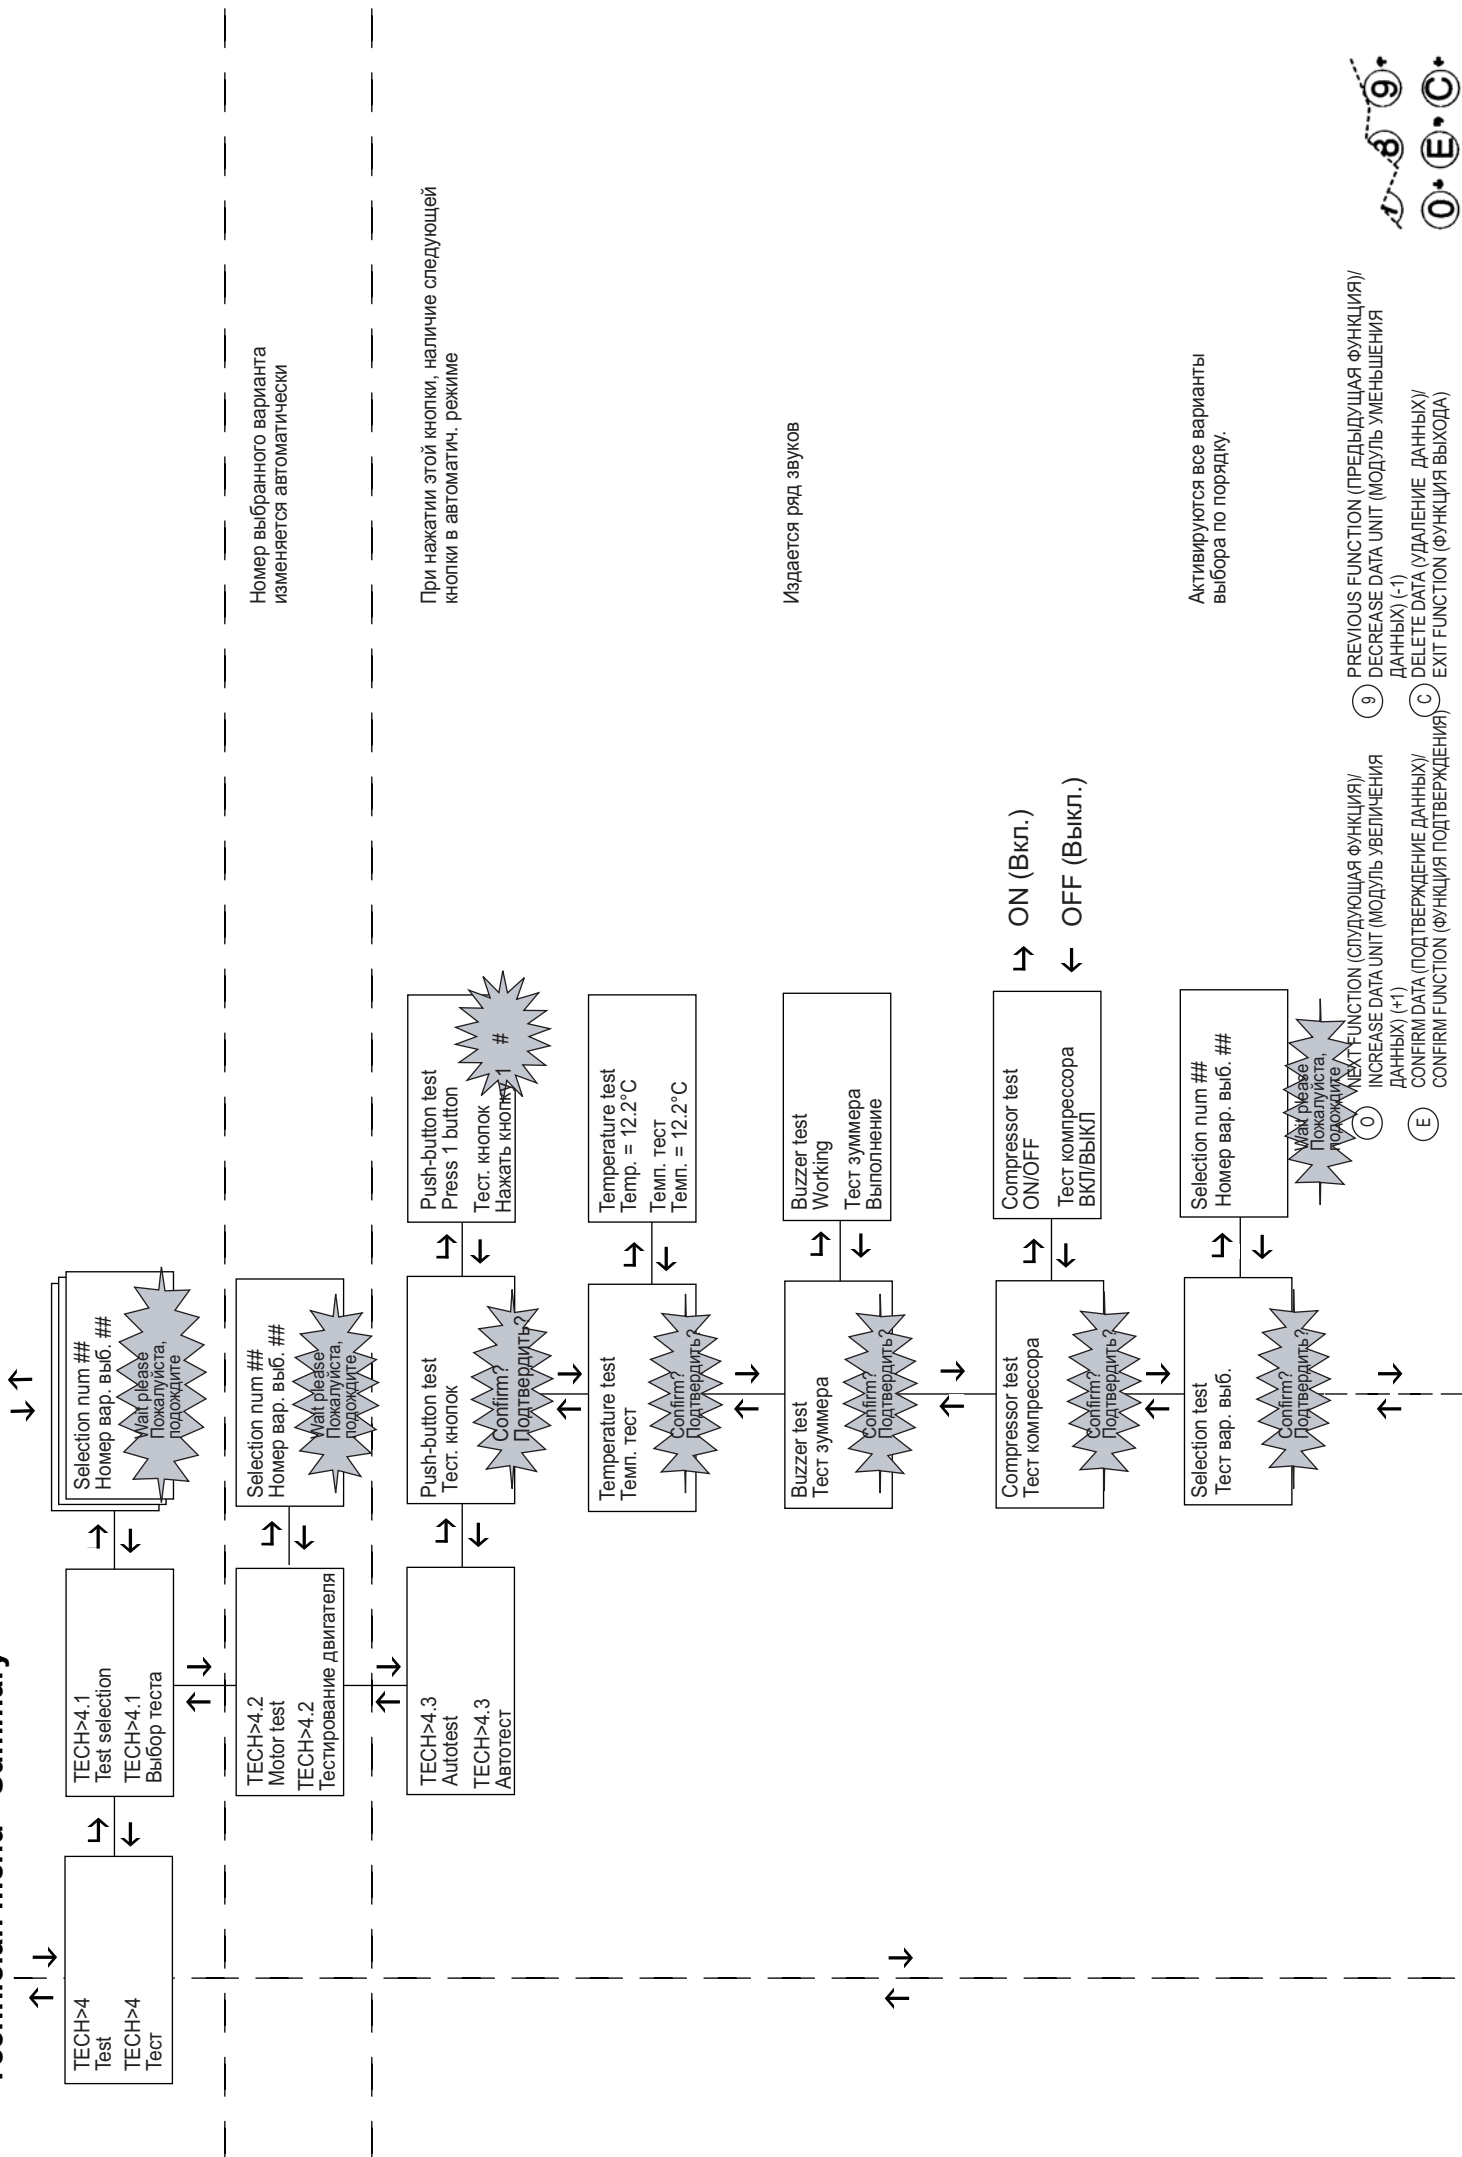 TECH>4
Test
TECH>4
Тест
TECH>4.1
Test selection
TECH>4.1
Выбор теста
Selection num ##
Номер вар. выб. ##
Wait please
Пожалуйста,
подождите
TECH>4.2
Motor test
TECH>4.2
Тестирование двигателя
Selection num ##
Номер вар. выб. ##
Wait please
Пожалуйста,
подождите
Номер выбранного варианта
изменяется автоматически
TECH>4.3
Autotest
TECH>4.3
Автотест
Push-button test
Тест. кнопок
Confirm?
Подтвердить?
Push-button test
Press 1 button
Тест. кнопок
Нажать кнопку 1
#
При нажатии этой кнопки, наличие следующей
кнопки в автоматич. режиме
Temperature test
Темп. тест
Confirm?
Подтвердить?
Temperature test
Temp. = 12.2°C
Темп. тест
Темп. = 12.2°C
Buzzer test
Тест зуммера
Confirm?
Подтвердить?
Buzzer test
Working
Тест зуммера
Выполнение
Издается ряд звуков
Compressor test
Тест компрессора
Confirm?
Подтвердить?
Compressor test
ON/OFF
Тест компрессора
ВКЛ/ВЫКЛ
ON (Вкл.)
OFF (Выкл.)
Selection test
Тест вар. выб.
Confirm?
Подтвердить?
Selection num ##
Номер вар. выб. ##
Wait please
Пожалуйста,
подождите
Активируются все варианты
выбора по порядку.
0
NEXT FUNCTION (СЛУДУЮЩАЯ ФУНКЦИЯ)/
INCREASE DATA UNIT (МОДУЛЬ УВЕЛИЧЕНИЯ
ДАННЫХ) (+1)
E
CONFIRM DATA (ПОДТВЕРЖДЕНИЕ ДАННЫХ)/
CONFIRM FUNCTION (ФУНКЦИЯ ПОДТВЕРЖДЕНИЯ)
9
PREVIOUS FUNCTION (ПРЕДЫДУЩАЯ ФУНКЦИЯ)/
DECREASE DATA UNIT (МОДУЛЬ УМЕНЬШЕНИЯ
ДАННЫХ) (-1)
C
DELETE DATA (УДАЛЕНИЕ ДАННЫХ)/
EXIT FUNCTION (ФУНКЦИЯ ВЫХОДА)
1 8 9
0 E C